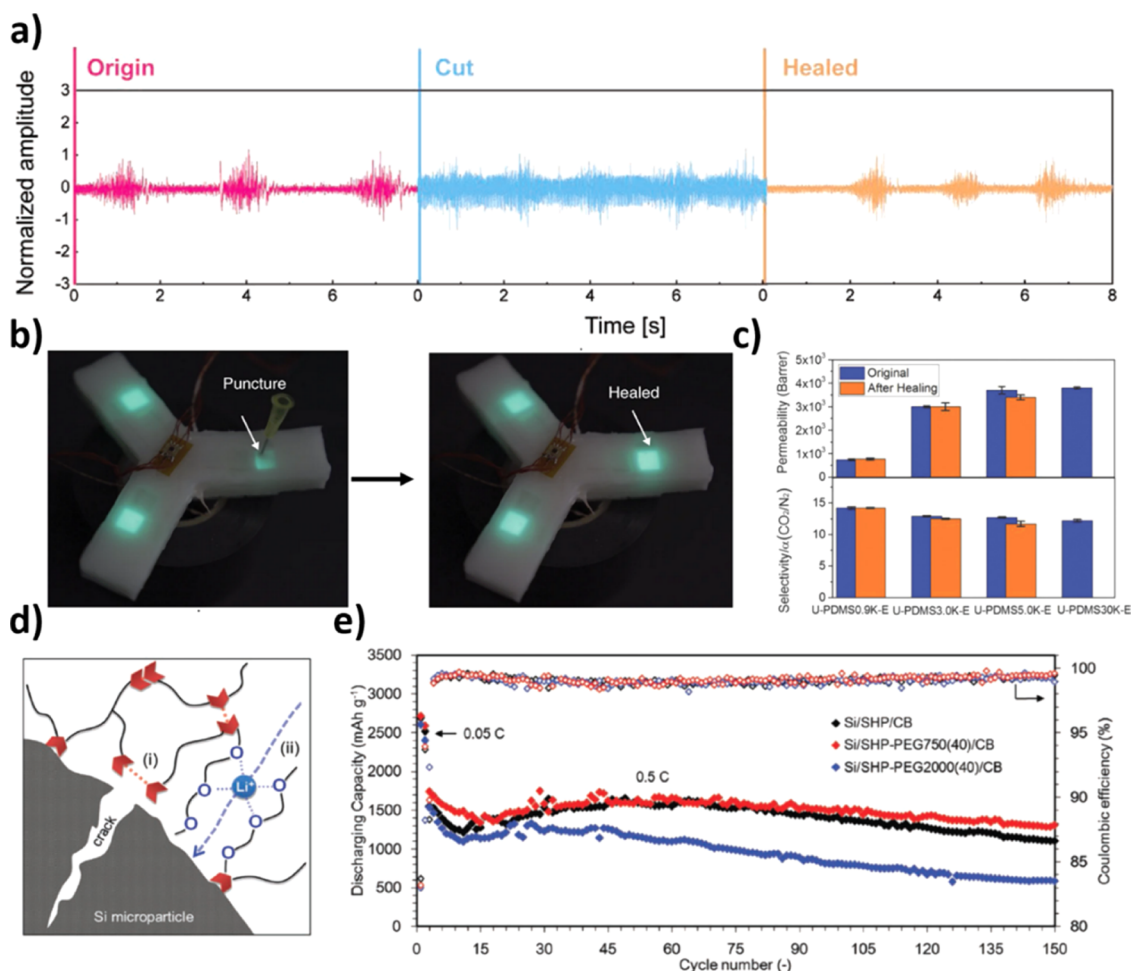 a)
Origin
Cut
Healed
Normalized amplitude
3
2
1
0
-1
-2
-3
0 2 4 6 0 2 4 6 0 2 4 6 8
Time [s]
b)
Puncture
Healed
c)
Original
After Healing
Permeability (Barrer)
5x10³
4x10³
3x10³
2x10³
1x10³
0
Selectivity/α(CO₂/N₂)
15
10
5
0
U-PDMS0.9K-E U-PDMS3.0K-E U-PDMS5.0K-E U-PDMS30K-E
d)
(i)
(ii)
O
O
Li⁺
O
O
O
crack
Si microparticle
e)
Discharging Capacity (mAh g⁻¹)
3500
3000
2500
2000
1500
1000
500
0
0.05 C
0.5 C
Si/SHP/CB
Si/SHP-PEG750(40)/CB
Si/SHP-PEG2000(40)/CB
100
95
90
85
80
Coulombic efficiency (%)
0 15 30 45 60 75 90 105 120 135 150
Cycle number (-)